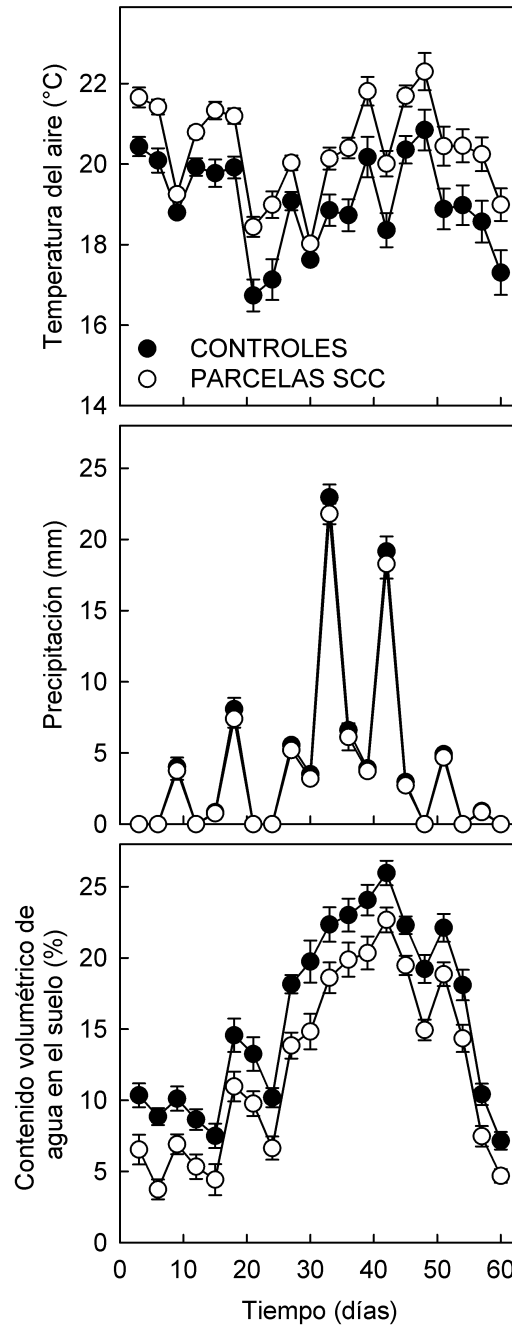 Temperatura del aire (°C)
22
20
18
16
14
CONTROLES
PARCELAS SCC
Precipitación (mm)
25
20
15
10
5
0
Contenido volumétrico de
agua en el suelo (%)
25
20
15
10
5
0
0 10 20 30 40 50 60
Tiempo (días)